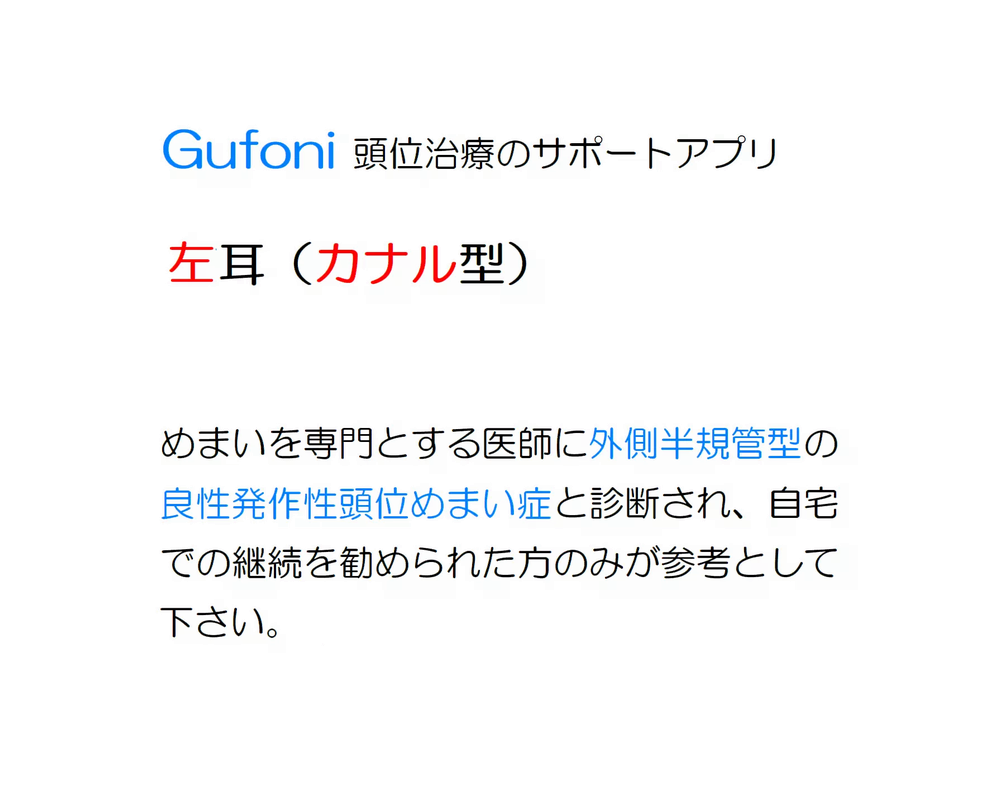 Gufoni 頭位治療のサポートアプリ
左耳（カナル型）
めまいを専門とする医師に外側半規管型の
良性発作性頭位めまい症と診断され、自宅
での継続を勧められた方のみが参考として
下さい。